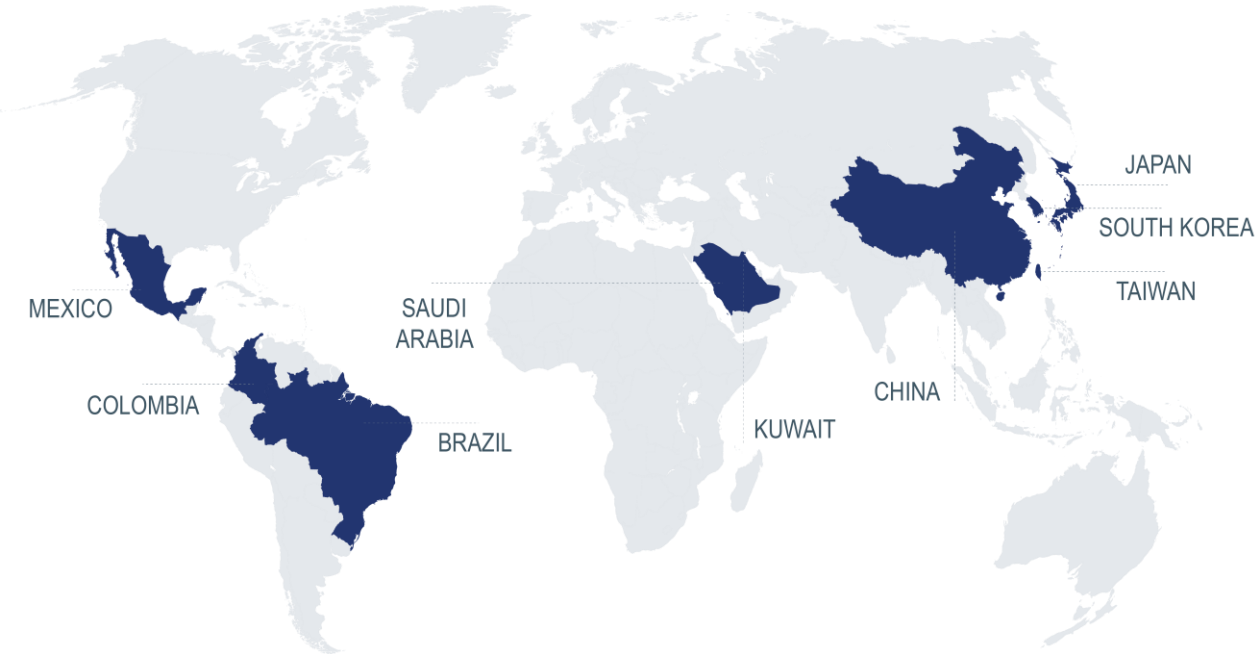 JAPAN
SOUTH KOREA
TAIWAN
MEXICO
SAUDI
ARABIA
CHINA
COLOMBIA
KUWAIT
BRAZIL